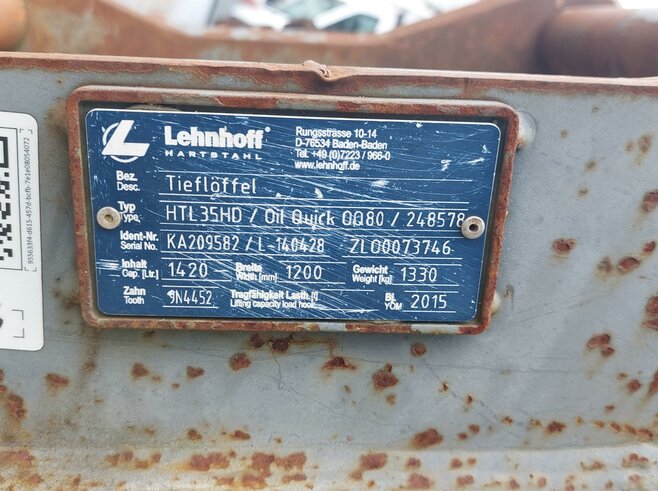 Lehnhoff®
HARTSTAHL
Rungsstrasse 10-14
D-76534 Baden-Baden
Tel. +49 (0)7223 / 966-0
www.lehnhoff.de
Bez.
Desc. Tieflöffel
Typ
Type HTL35HD / Oil Quick OQ80 / 248578
Ident-Nr.
Serial No. KA209582 / L-140428 ZL00073746
Inhalt
Cap. [Ltr.] 1420 Breite
Width [mm] 1200 Gewicht
Weight [kg] 1330
Zahn
Tooth 9N4452 Tragfähigkeit Lasth. [t]
Lifting capacity load hook Bj.
YOM 2015